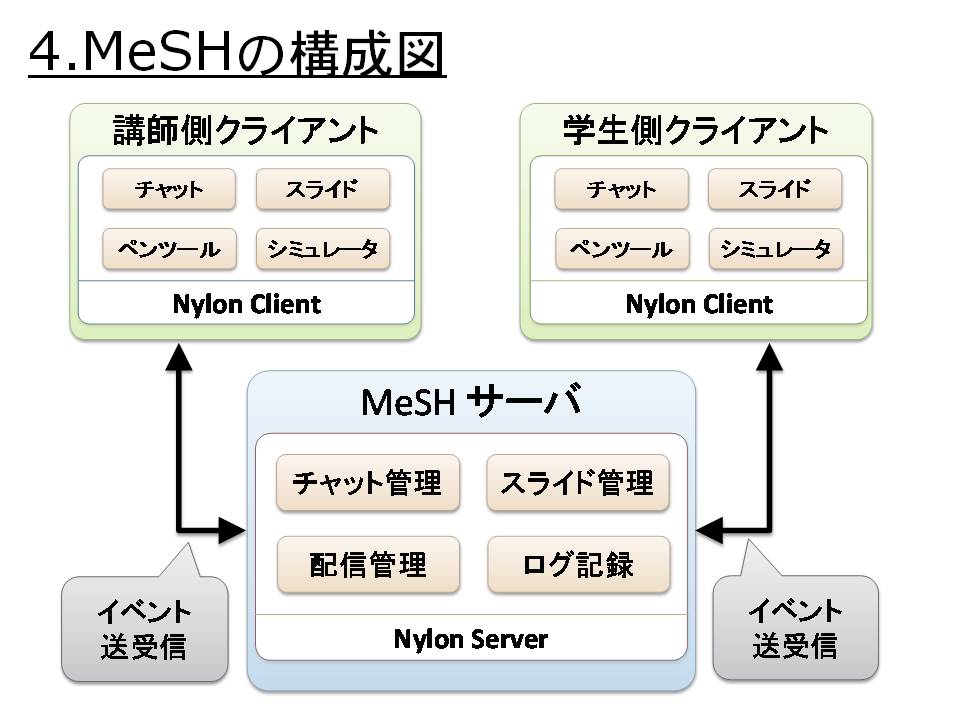 4.MeSHの構成図
講師側クライアント
チャット
スライド
ペンツール
シミュレータ
Nylon Client
学生側クライアント
チャット
スライド
ペンツール
シミュレータ
Nylon Client
MeSH サーバ
チャット管理
スライド管理
配信管理
ログ記録
Nylon Server
イベント
送受信
イベント
送受信